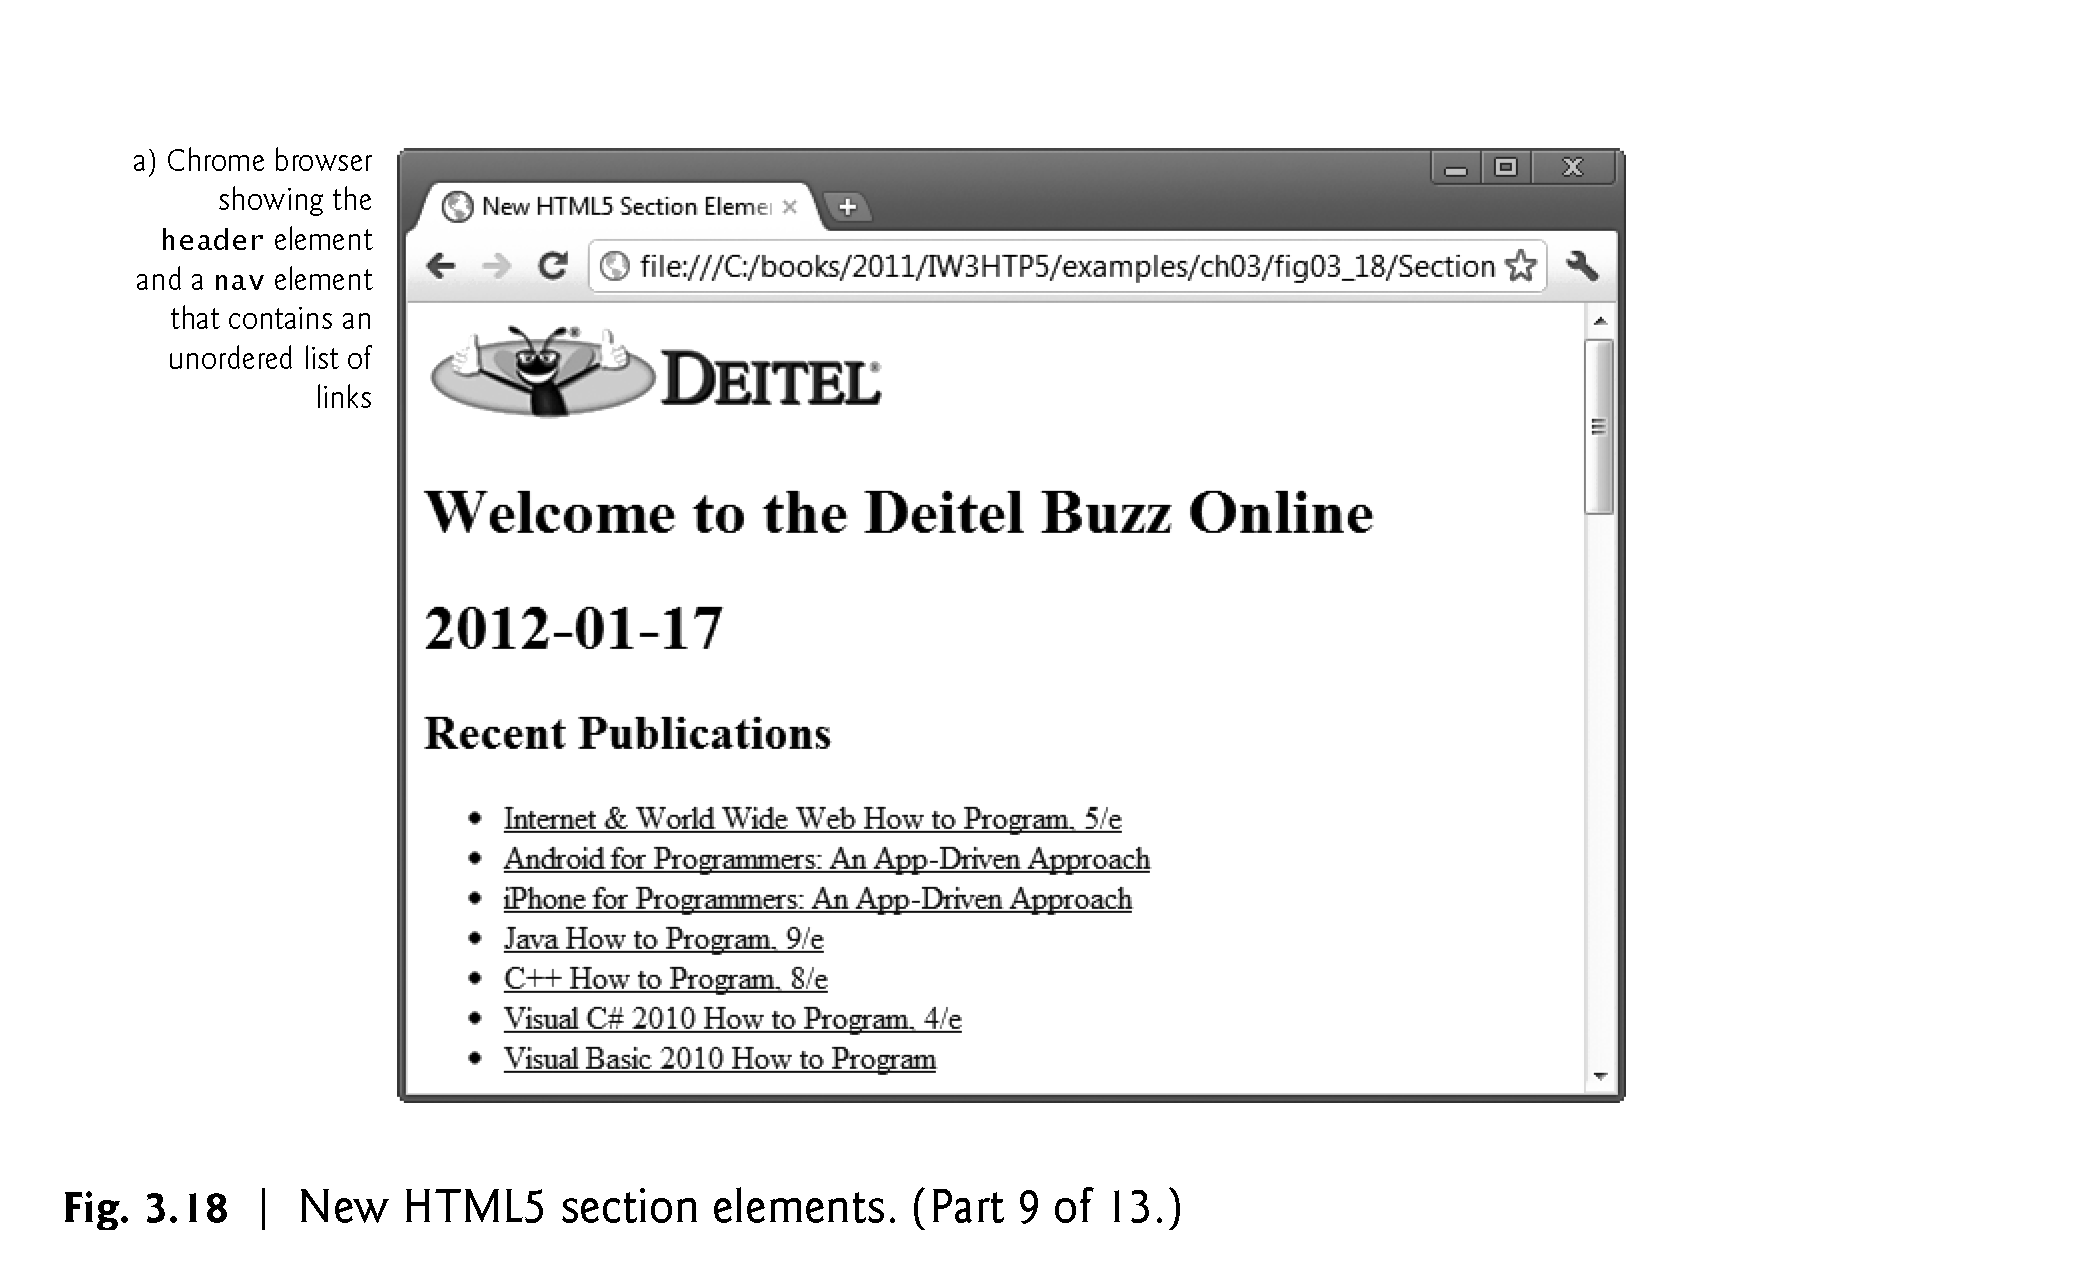 a) Chrome browser
showing the
header element
and a nav element
that contains an
unordered list of
links
New HTML5 Section Elemen
file:///C:/books/2011/IW3HTP5/examples/ch03/fig03_18/Section
DEITEL®
Welcome to the Deitel Buzz Online
2012-01-17
Recent Publications
• Internet & World Wide Web How to Program, 5/e
• Android for Programmers: An App-Driven Approach
• iPhone for Programmers: An App-Driven Approach
• Java How to Program, 9/e
• C++ How to Program, 8/e
• Visual C# 2010 How to Program, 4/e
• Visual Basic 2010 How to Program
Fig. 3.18 | New HTML5 section elements. (Part 9 of 13.)